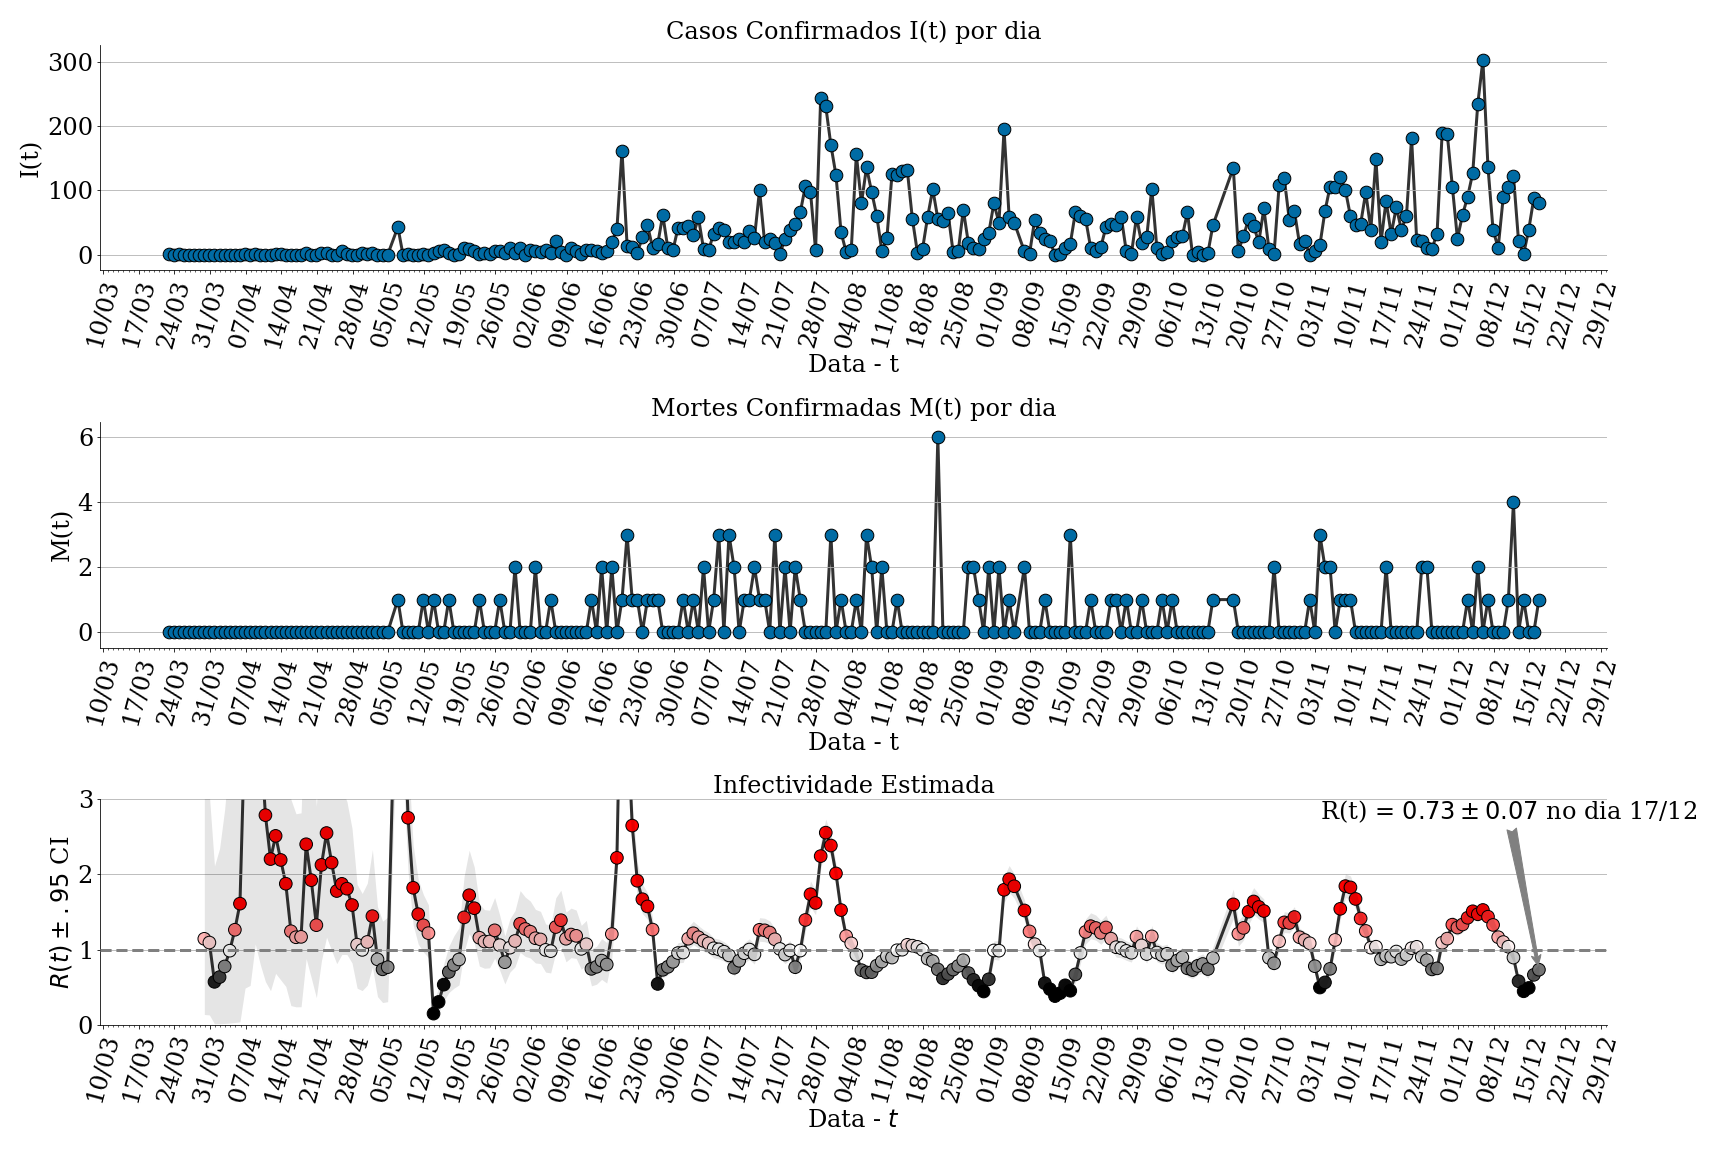 Casos Confirmados I(t) por dia
300
200
100
0
I(t)
10/03 17/03 24/03 31/03 07/04 14/04 21/04 28/04 05/05 12/05 19/05 26/05 02/06 09/06 16/06 23/06 30/06 07/07 14/07 21/07 28/07 04/08 11/08 18/08 25/08 01/09 08/09 15/09 22/09 29/09 06/10 13/10 20/10 27/10 03/11 10/11 17/11 24/11 01/12 08/12 15/12 22/12 29/12
Data - t
Mortes Confirmadas M(t) por dia
6
4
2
0
M(t)
10/03 17/03 24/03 31/03 07/04 14/04 21/04 28/04 05/05 12/05 19/05 26/05 02/06 09/06 16/06 23/06 30/06 07/07 14/07 21/07 28/07 04/08 11/08 18/08 25/08 01/09 08/09 15/09 22/09 29/09 06/10 13/10 20/10 27/10 03/11 10/11 17/11 24/11 01/12 08/12 15/12 22/12 29/12
Data - t
Infectividade Estimada
R(t) = 0.73 ± 0.07 no dia 17/12
3
2
1
0
R(t) ± .95 CI
10/03 17/03 24/03 31/03 07/04 14/04 21/04 28/04 05/05 12/05 19/05 26/05 02/06 09/06 16/06 23/06 30/06 07/07 14/07 21/07 28/07 04/08 11/08 18/08 25/08 01/09 08/09 15/09 22/09 29/09 06/10 13/10 20/10 27/10 03/11 10/11 17/11 24/11 01/12 08/12 15/12 22/12 29/12
Data - t